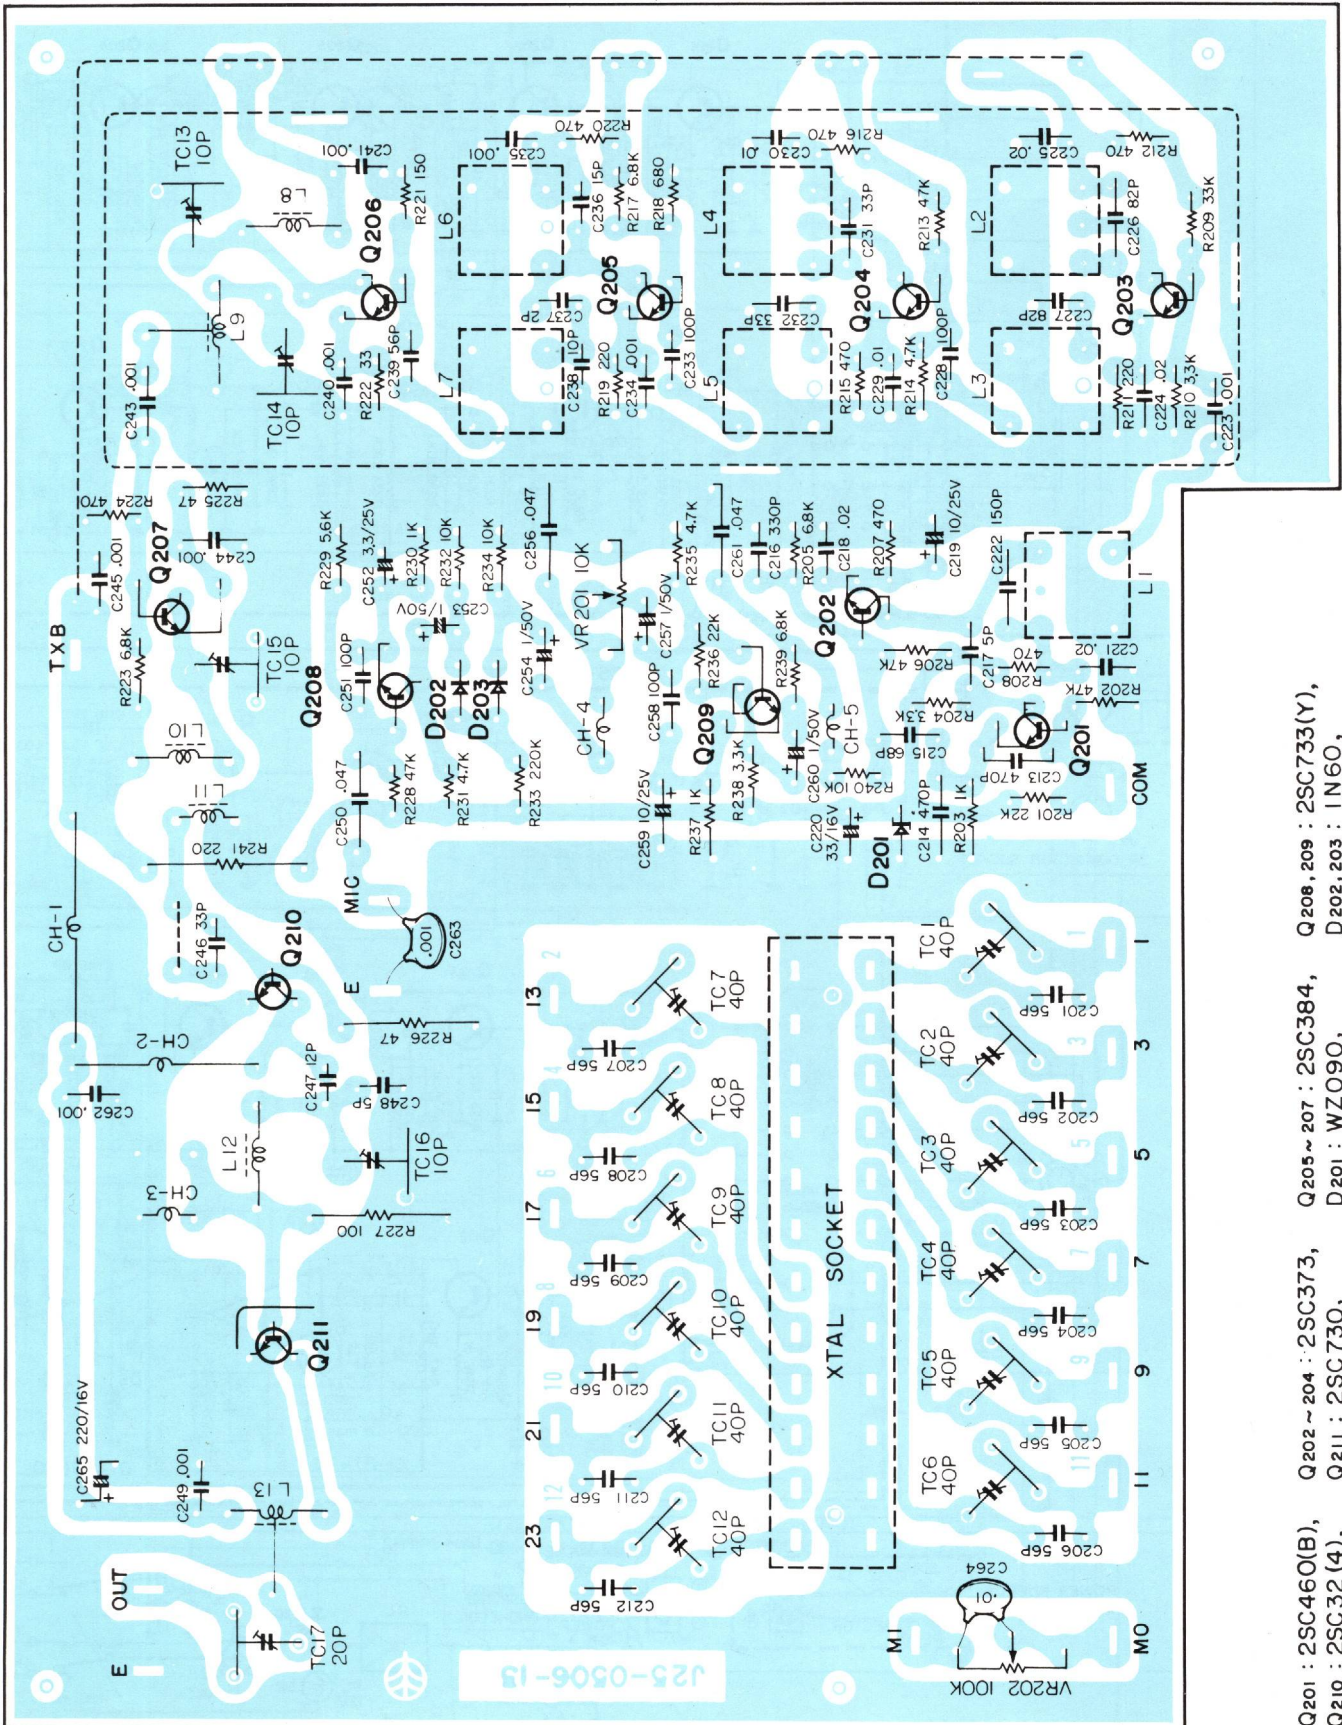 E
OUT
TC17
20P
C265 220/16V
C249 .001
L13
Q211
CH-3
R227 100
TC16
10P
L12
C262 .001
CH-2
C247 12P
C248 5P
R226 47
CH-1
C246 33P
Q210
R241 220
L11
L10
TXB
R223 6.8K
TC15
10P
C245 .001
Q207
C244 .001
R224 470
R225 47
C243 .001
L9
TC14
10P
TC13
10P
L8
C241 .001
Q206
R221 150
C240 .001
R222 33
C239 56P
E
MIC
.001
C263
C250 .047
R228 47K
R231 4.7K
R233 220K
Q208
C251 100P
D202
D203
C253 1/50V
C254 1/50V
R229 5.6K
C252 3.3/25V
R230 1K
R232 10K
R234 10K
C256 .047
VR201 10K
CH-4
C257 1/50V
C258 100P
C259 10/25V
R237 1K
R238 3.3K
Q209
R236 22K
R239 6.8K
C260 1/50V
CH-5
R240 10K
R235 4.7K
C261 .047
C216 330P
R205 6.8K
C218 .02
R207 470
C219 10/25V
C222 150P
Q202
R206 47K
C217 5P
470
R208
L1
C221 .02
47K
R202
R204 3.3K
C215 68P
C220
33/16V
D201
C214 470P
R203 1K
R201 22K
C213 470P
Q201
COM
L6
L7
C235 .001
R220 470
C236 15P
R217 6.8K
R218 680
C237 2P
Q205
C238 10P
R219 220
C234 .001
C233 100P
L4
L5
C230 .01
R216 470
C231 33P
R213 47K
C232 33P
Q204
R215 470
C229 .01
R214 4.7K
C228 100P
L2
L3
C225 .02
R212 470
C226 82P
R209 33K
C227 82P
Q203
R211 220
C224 .02
R210 3.3K
C223 .001
23
21
19
17
15
13
12
10
8
6
4
2
C212 56P
C211 56P
C210 56P
C209 56P
C208 56P
C207 56P
TC12
40P
TC11
40P
TC10
40P
TC9
40P
TC8
40P
TC7
40P
XTAL SOCKET
TC6
40P
TC5
40P
TC4
40P
TC3
40P
TC2
40P
TC1
40P
C206 56P
C205 56P
C204 56P
C203 56P
C202 56P
C201 56P
11
9
7
5
3
1
11
9
7
5
3
1
J25-0506-13
MI
MO
C264
.01
VR202 100K
Q201 : 2SC460(B), Q202~204 : 2SC373, Q205~207 : 2SC384, Q208,209 : 2SC733(Y),
Q210 : 2SC32(4), Q211 : 2SC730, D201 : WZ090, D202,203 : 1N60,